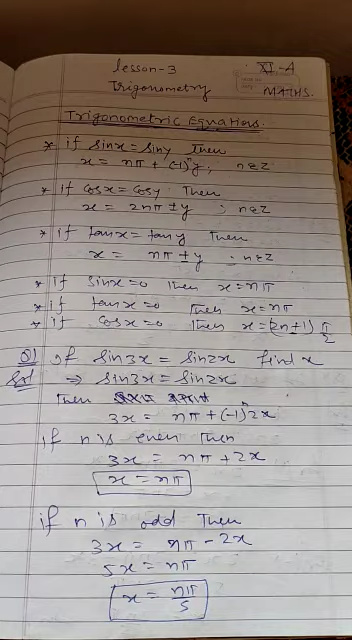 Lesson-3
XI-A
Trigonometry
MATHS.
Trigonometric Equations.
* if sinx = siny Then
x = nπ + (-1)ⁿy; n∈Z
* if cosx = cosy Then
x = 2nπ ± y ; n∈Z
* if tanx = tany Then
x = nπ + y ; n∈Z
* if sinx=0 Then x=nπ
* if tanx=0 Then x=nπ
* if cosx=0 Then x=(2n+1)π/2
Q1 If sin3x = sin2x find x
Sol ⇒ sin3x = sin2x
Then
3x = nπ+(-1)ⁿ2x
if n is even Then
3x = nπ + 2x
x = nπ
if n is odd Then
3x = nπ - 2x
5x = nπ
x = nπ/5